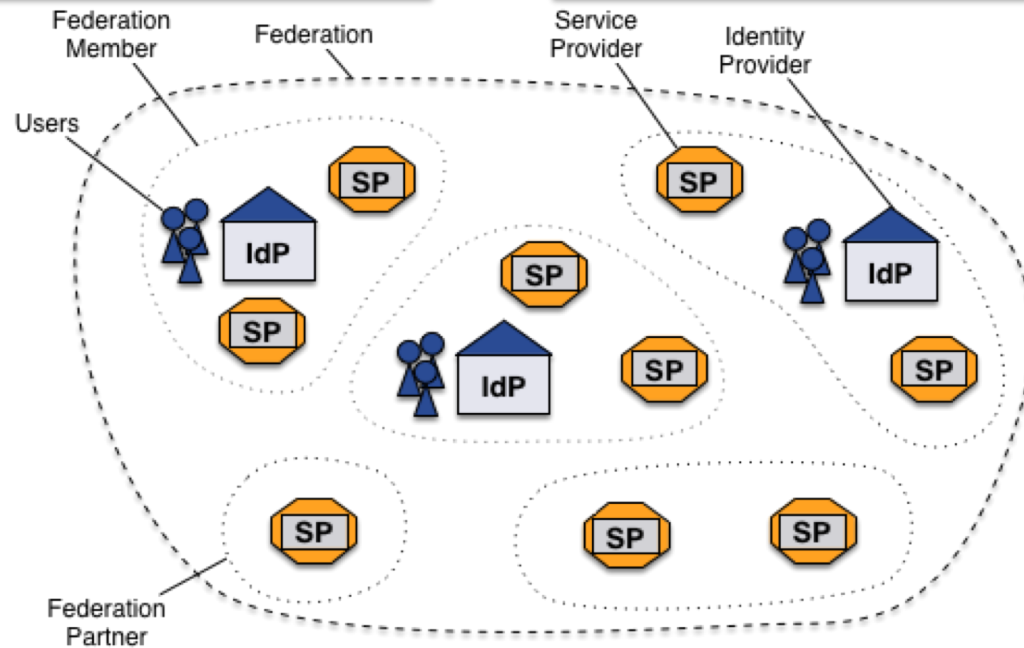 Federation
Member
Federation
Service
Provider
Identity
Provider
Users
SP
SP
IdP
SP
IdP
SP
SP
IdP
SP
SP
SP
SP
SP
Federation
Partner